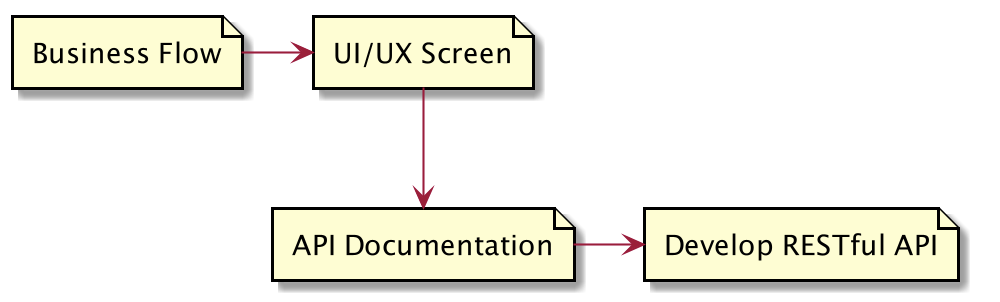 Business Flow
UI/UX Screen
API Documentation
Develop RESTful API